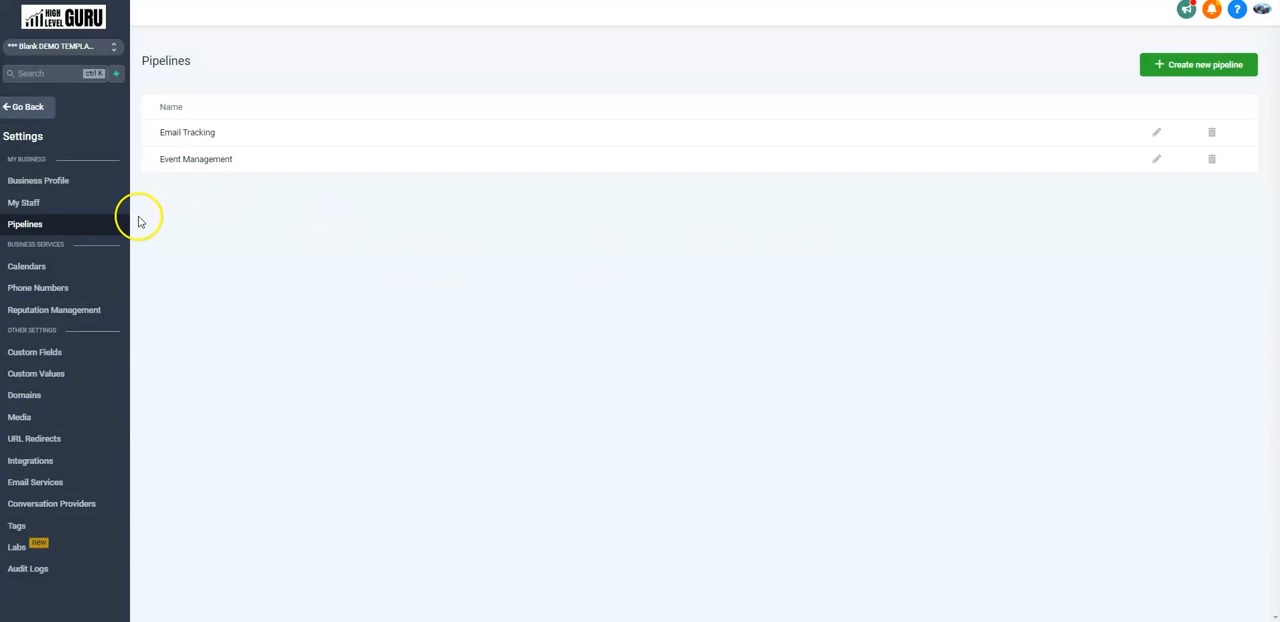 HIGH
LEVEL GURU
*** Blank DEMO TEMPLA...
Search
ctrl K
Go Back
Settings
MY BUSINESS
Business Profile
My Staff
Pipelines
BUSINESS SERVICES
Calendars
Phone Numbers
Reputation Management
OTHER SETTINGS
Custom Fields
Custom Values
Domains
Media
URL Redirects
Integrations
Email Services
Conversation Providers
Tags
Labs new
Audit Logs
?
Pipelines
+ Create new pipeline
Name
Email Tracking
Event Management